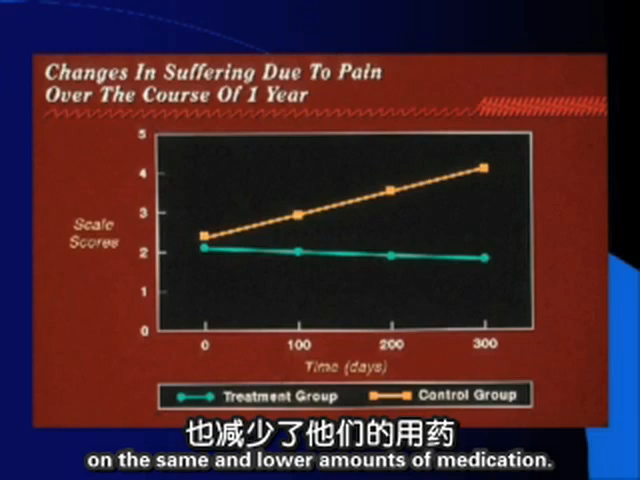 Changes In Suffering Due To Pain
Over The Course Of 1 Year
5
4
3
2
1
0
Scale
Scores
0 100 200 300
Time (days)
Treatment Group Control Group
也减少了他们的用药
on the same and lower amounts of medication.